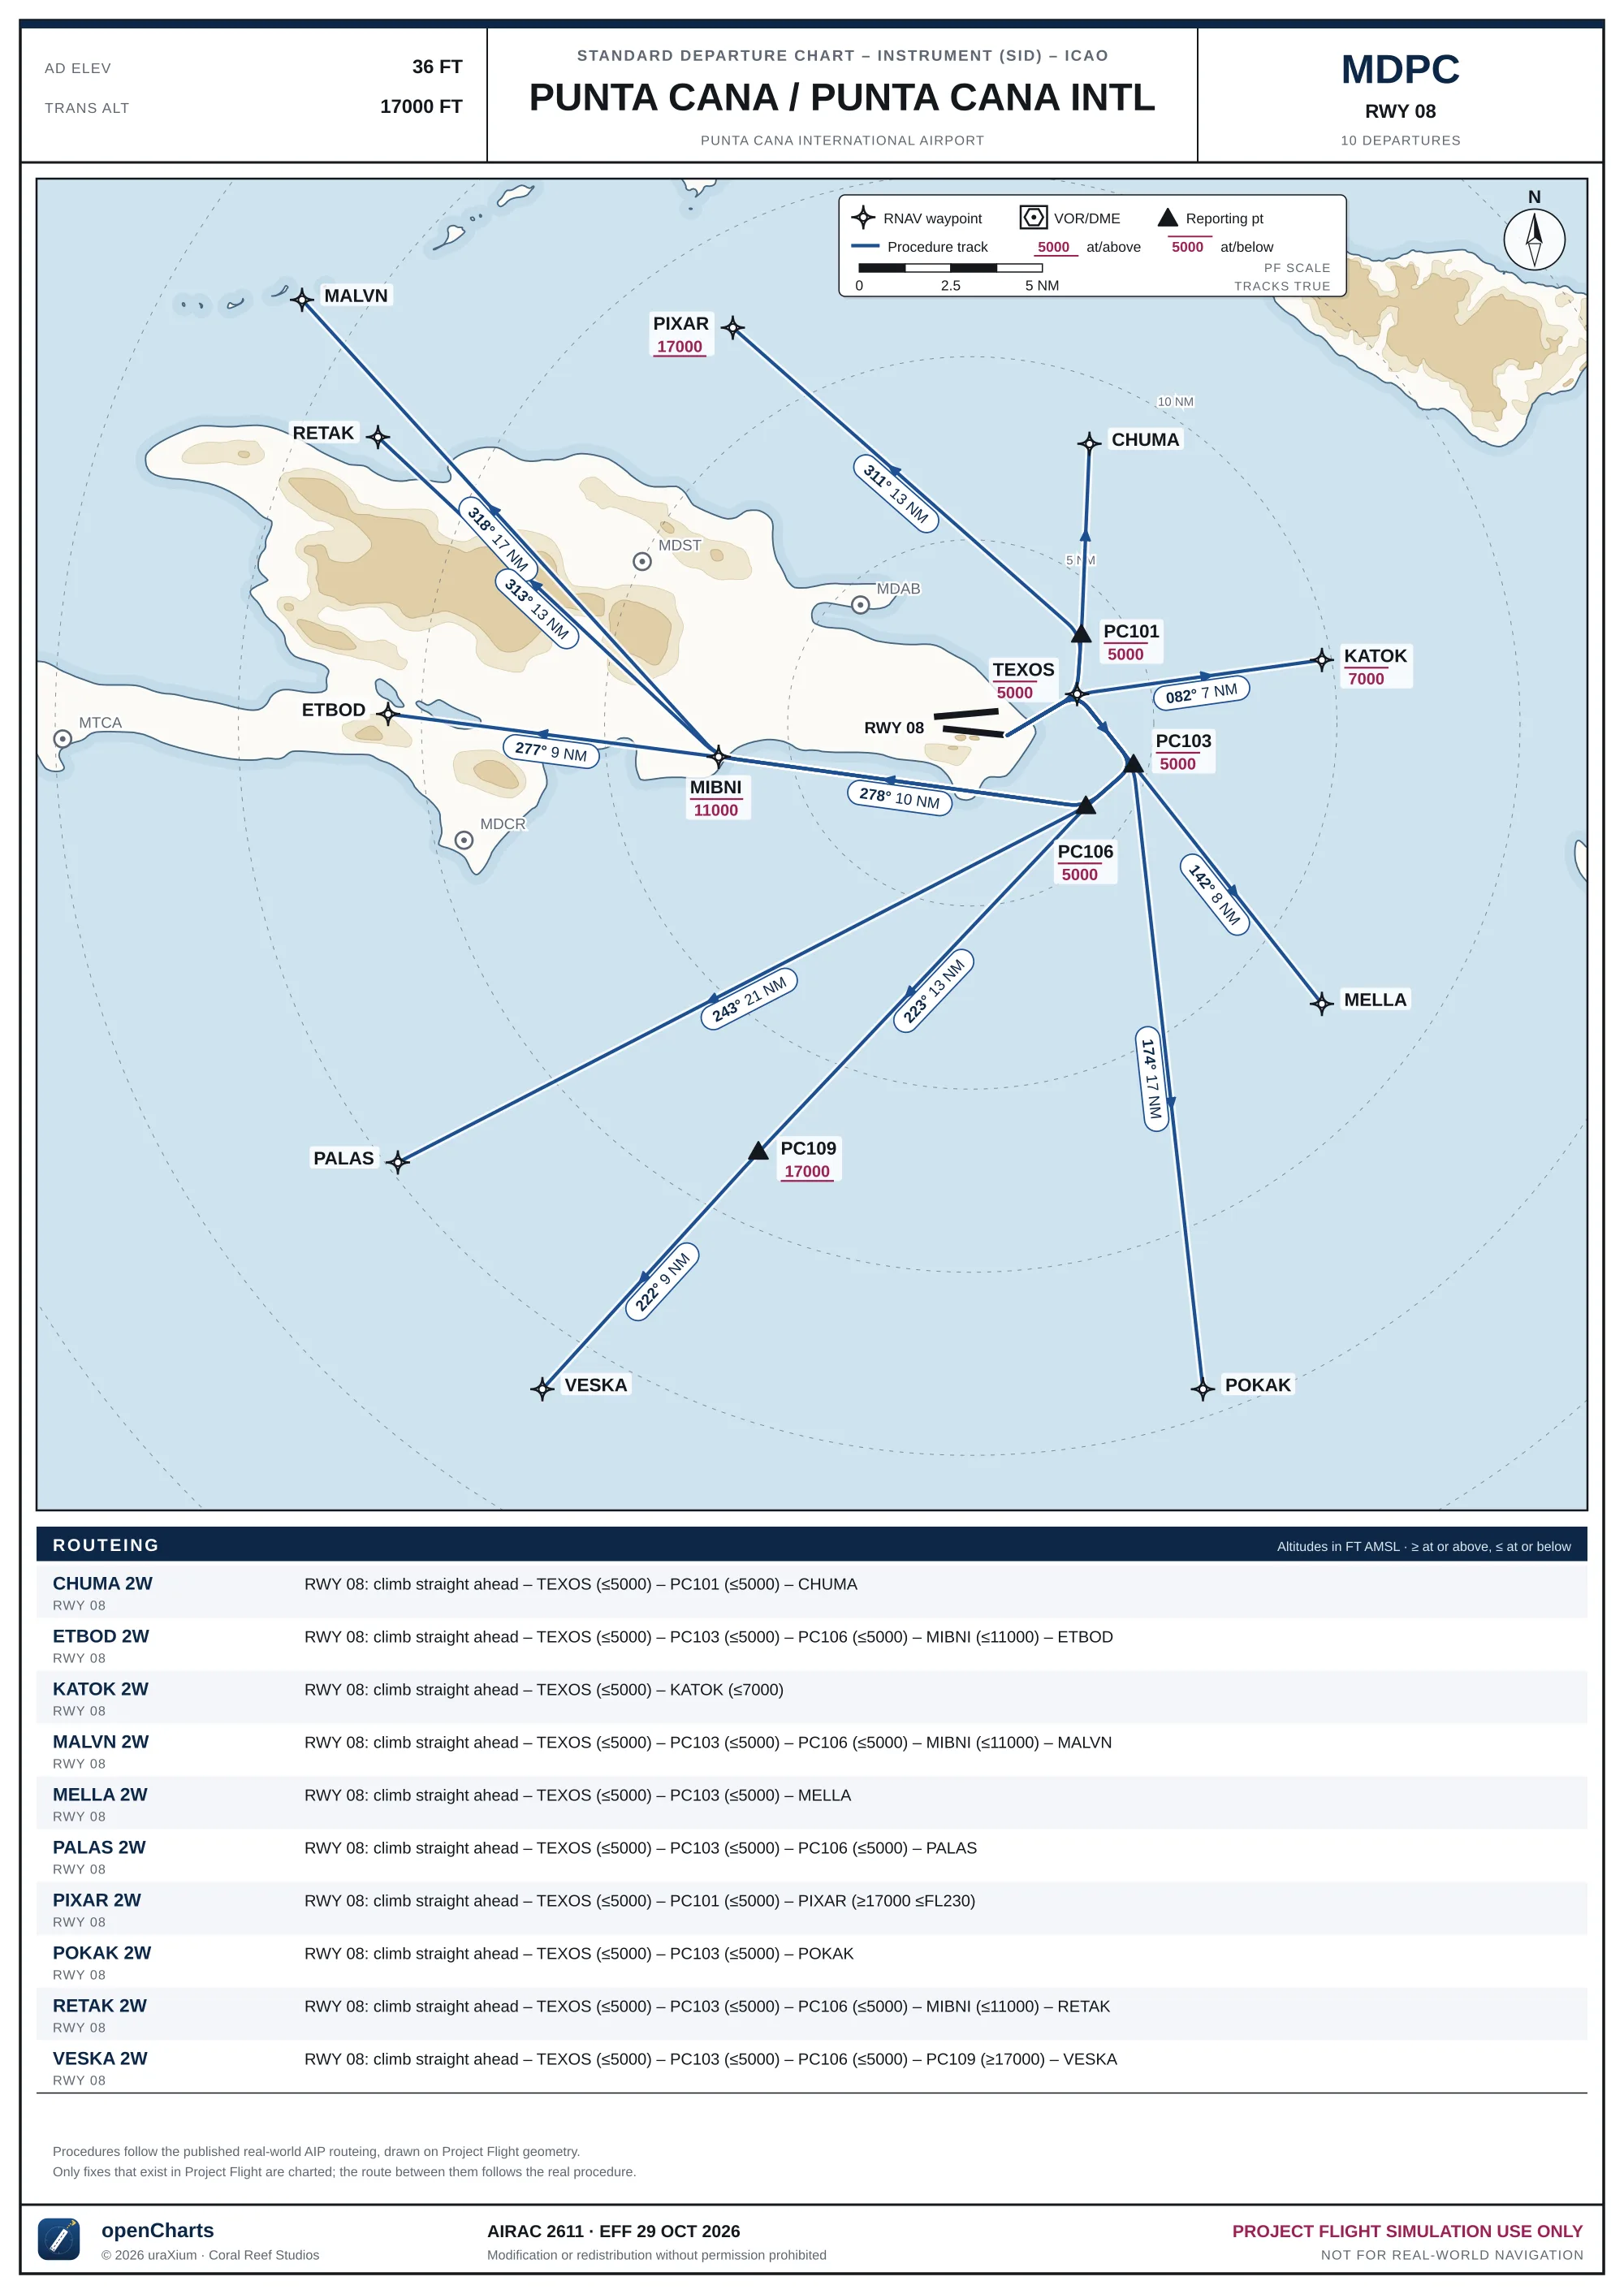 AD ELEV 36 FT
TRANS ALT 17000 FT
STANDARD DEPARTURE CHART – INSTRUMENT (SID) – ICAO
PUNTA CANA / PUNTA CANA INTL
PUNTA CANA INTERNATIONAL AIRPORT
MDPC
RWY 08
10 DEPARTURES
RNAV waypoint VOR/DME Reporting pt
Procedure track 5000 at/above 5000 at/below
0 2.5 5 NM
PF SCALE
TRACKS TRUE
N
MALVN
PIXAR
17000
10 NM
RETAK
CHUMA
311° 13 NM
318° 17 NM
MDST
5 NM
313° 13 NM
MDAB
PC101
5000
TEXOS
5000
KATOK
7000
082° 7 NM
ETBOD
MTCA
RWY 08
277° 9 NM
PC103
5000
MIBNI
11000
278° 10 NM
MDCR
PC106
5000
142° 8 NM
243° 21 NM
223° 13 NM
MELLA
174° 17 NM
PALAS
PC109
17000
222° 9 NM
VESKA
POKAK
ROUTEING Altitudes in FT AMSL · ≥ at or above, ≤ at or below
CHUMA 2W RWY 08: climb straight ahead – TEXOS (≤5000) – PC101 (≤5000) – CHUMA
RWY 08
ETBOD 2W RWY 08: climb straight ahead – TEXOS (≤5000) – PC103 (≤5000) – PC106 (≤5000) – MIBNI (≤11000) – ETBOD
RWY 08
KATOK 2W RWY 08: climb straight ahead – TEXOS (≤5000) – KATOK (≤7000)
RWY 08
MALVN 2W RWY 08: climb straight ahead – TEXOS (≤5000) – PC103 (≤5000) – PC106 (≤5000) – MIBNI (≤11000) – MALVN
RWY 08
MELLA 2W RWY 08: climb straight ahead – TEXOS (≤5000) – PC103 (≤5000) – MELLA
RWY 08
PALAS 2W RWY 08: climb straight ahead – TEXOS (≤5000) – PC103 (≤5000) – PC106 (≤5000) – PALAS
RWY 08
PIXAR 2W RWY 08: climb straight ahead – TEXOS (≤5000) – PC101 (≤5000) – PIXAR (≥17000 ≤FL230)
RWY 08
POKAK 2W RWY 08: climb straight ahead – TEXOS (≤5000) – PC103 (≤5000) – POKAK
RWY 08
RETAK 2W RWY 08: climb straight ahead – TEXOS (≤5000) – PC103 (≤5000) – PC106 (≤5000) – MIBNI (≤11000) – RETAK
RWY 08
VESKA 2W RWY 08: climb straight ahead – TEXOS (≤5000) – PC103 (≤5000) – PC106 (≤5000) – PC109 (≥17000) – VESKA
RWY 08
Procedures follow the published real-world AIP routeing, drawn on Project Flight geometry.
Only fixes that exist in Project Flight are charted; the route between them follows the real procedure.
openCharts
© 2026 uraXium · Coral Reef Studios
AIRAC 2611 · EFF 29 OCT 2026
Modification or redistribution without permission prohibited
PROJECT FLIGHT SIMULATION USE ONLY
NOT FOR REAL-WORLD NAVIGATION